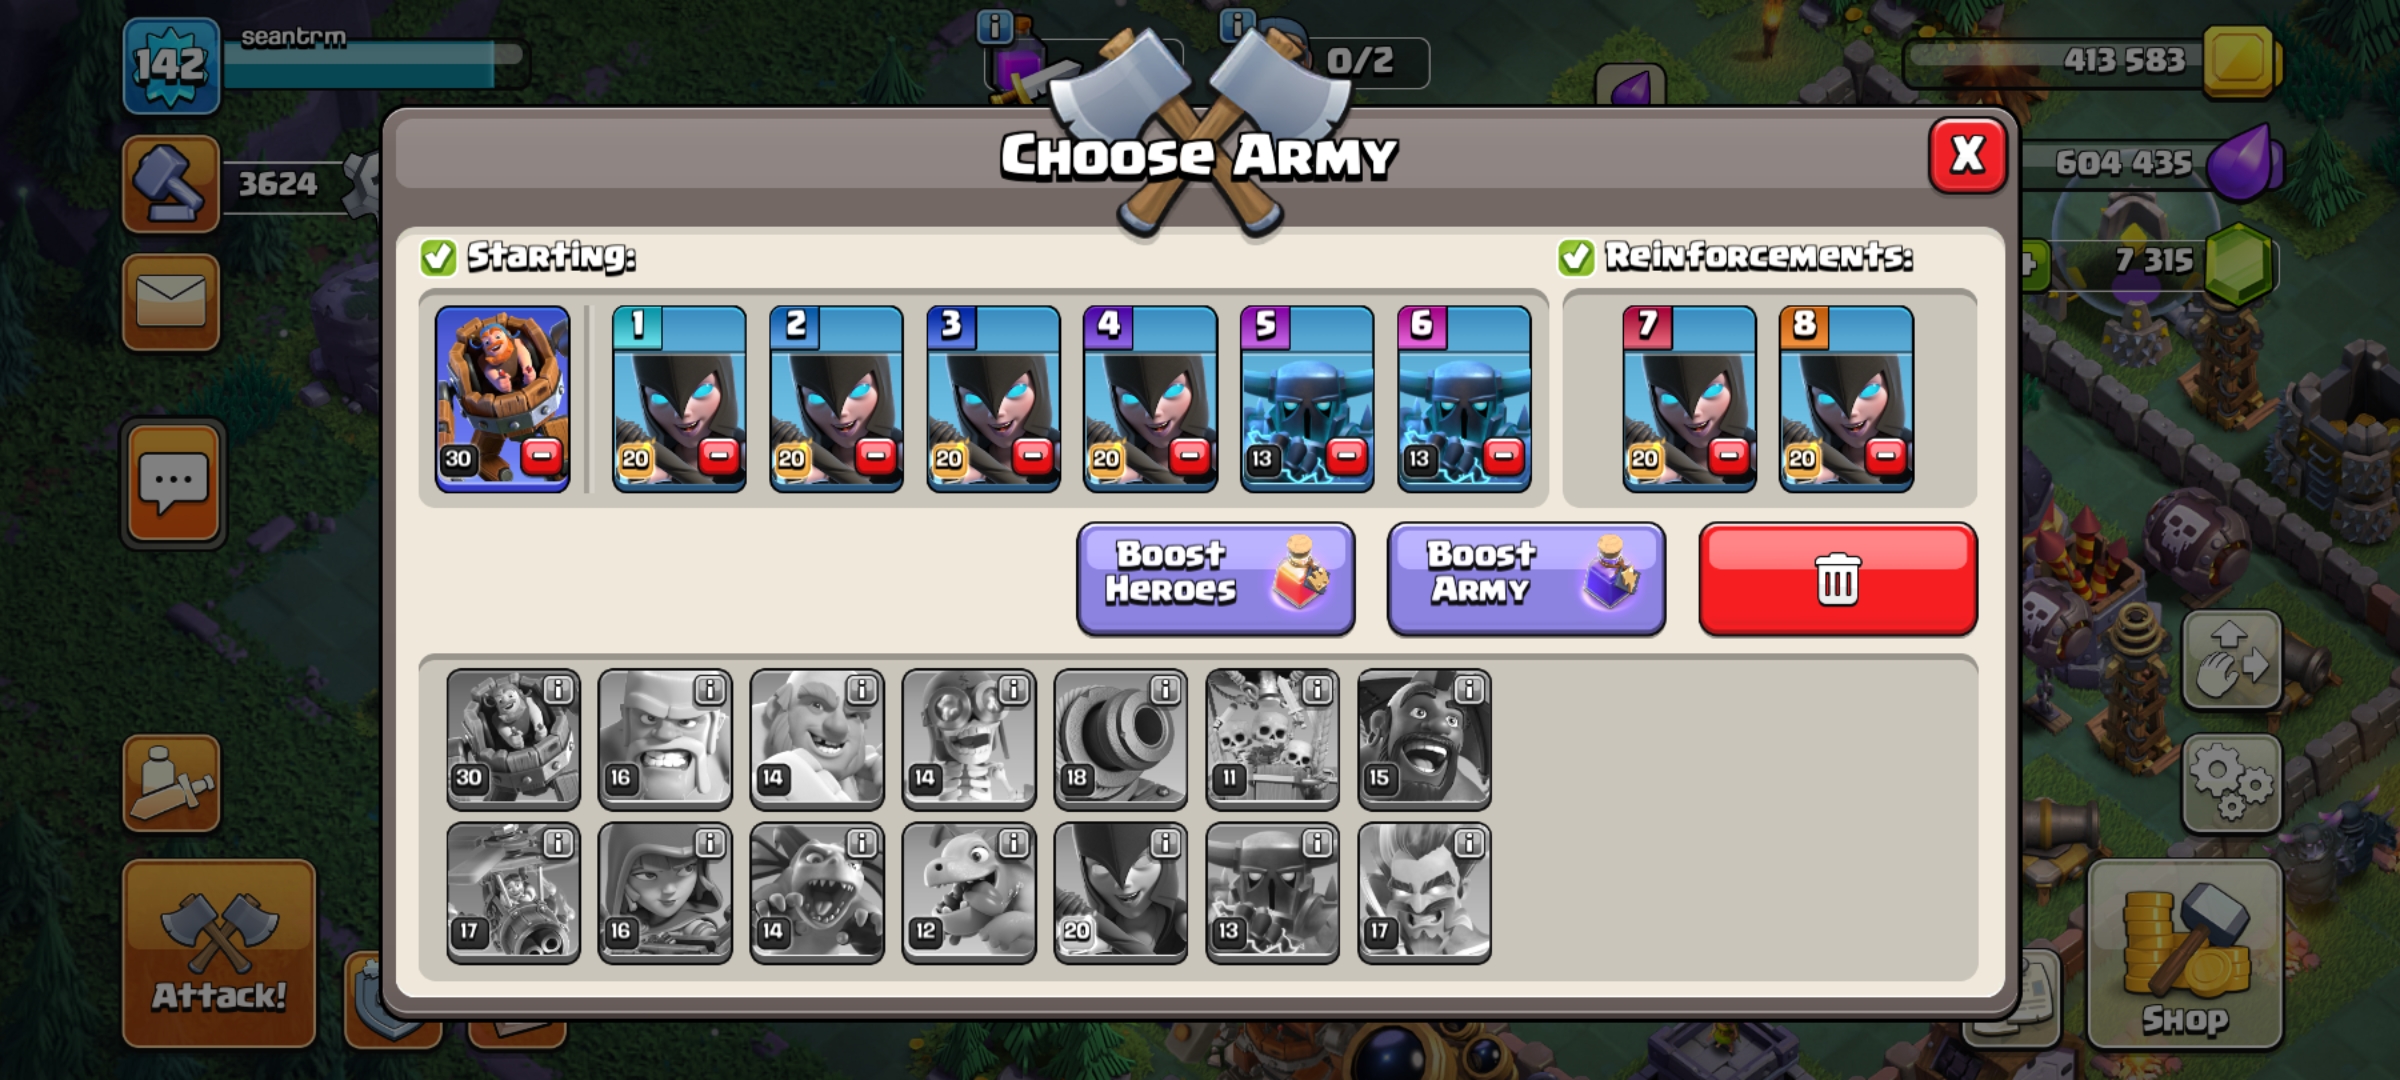 142
seantrm
0/2
413 583
3624
604 435
7 315
Choose Army
X
Starting:
Reinforcements:
1 2 3 4 5 6 7 8
30 20 20 20 20 13 13 20 20
Boost
Heroes
Boost
Army
30 16 14 14 18 11 15
17 16 14 12 20 13 17
Attack!
Shop